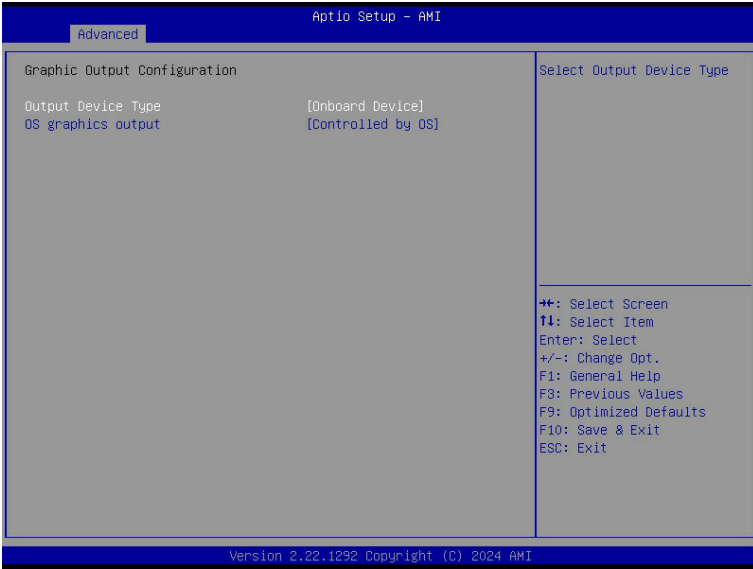 Aptio Setup – AMI
Advanced
Graphic Output Configuration
Output Device Type [Onboard Device]
OS graphics output [Controlled by OS]
Select Output Device Type
→←: Select Screen
↑↓: Select Item
Enter: Select
+/-: Change Opt.
F1: General Help
F3: Previous Values
F9: Optimized Defaults
F10: Save & Exit
ESC: Exit
Version 2.22.1292 Copyright (C) 2024 AMI